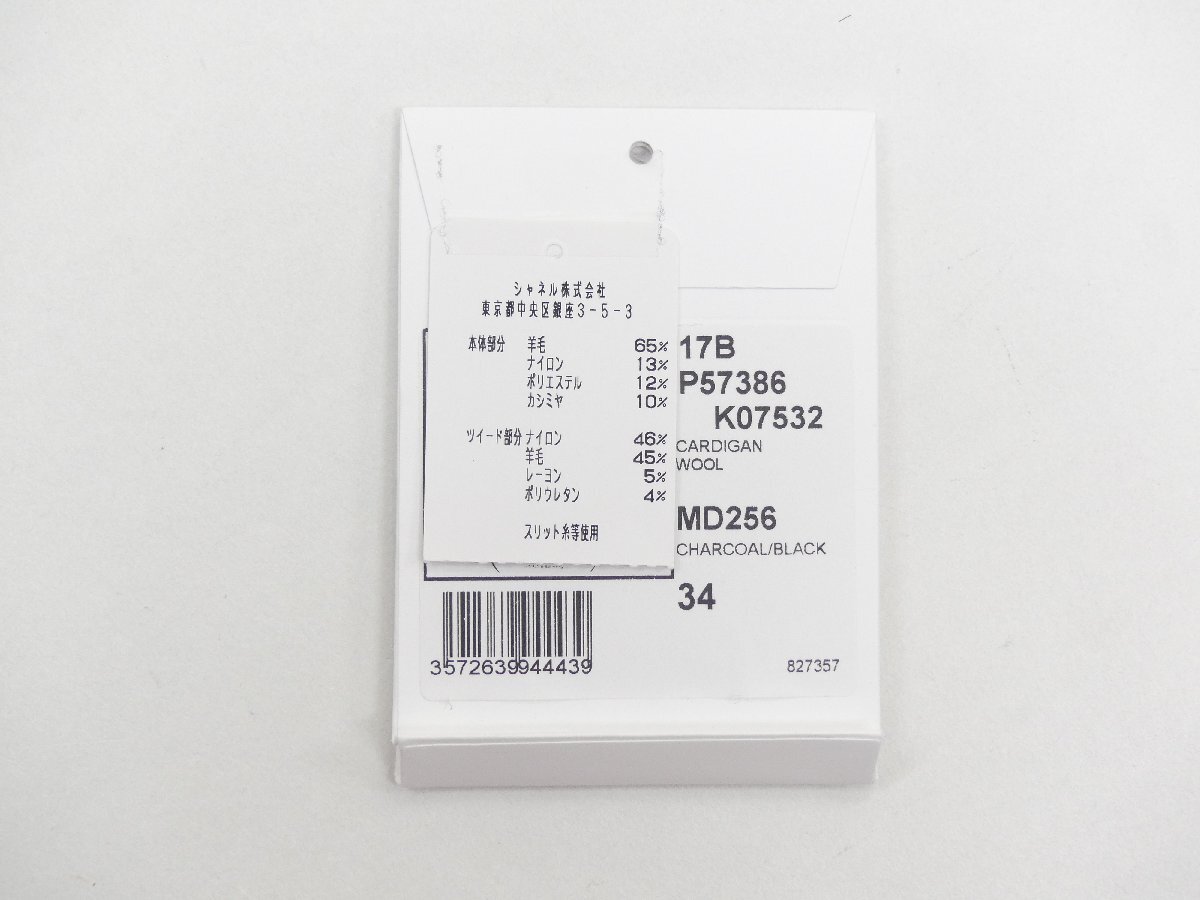 シャネル株式会社
東京都中央区銀座3-5-3
本体部分 羊毛 65%
ナイロン 13%
ポリエステル 12%
カシミヤ 10%
ツイード部分 ナイロン 46%
羊毛 45%
レーヨン 5%
ポリウレタン 4%
スリット糸等使用
17B
P57386
K07532
CARDIGAN
WOOL
MD256
CHARCOAL/BLACK
34
3572639944439
827357